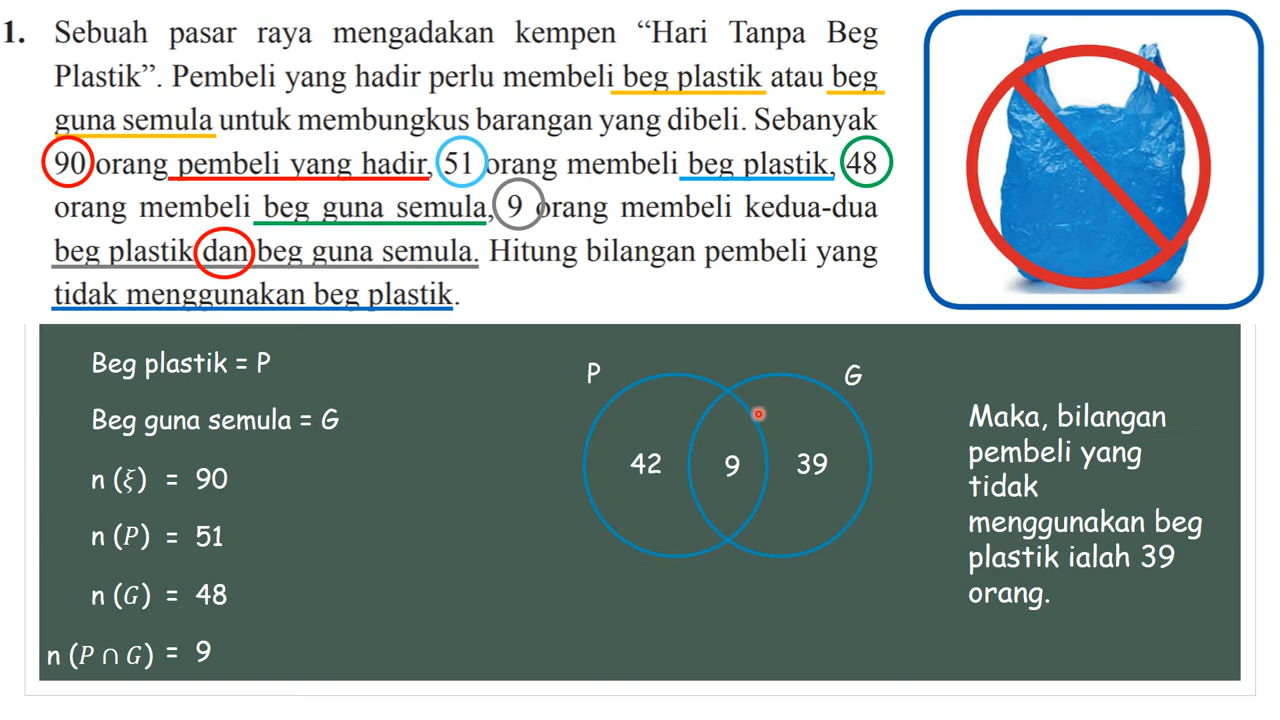 1. Sebuah pasar raya mengadakan kempen “Hari Tanpa Beg
Plastik”. Pembeli yang hadir perlu membeli beg plastik atau beg
guna semula untuk membungkus barangan yang dibeli. Sebanyak
90 orang pembeli yang hadir, 51 orang membeli beg plastik, 48
orang membeli beg guna semula, 9 orang membeli kedua-dua
beg plastik dan beg guna semula. Hitung bilangan pembeli yang
tidak menggunakan beg plastik.
Beg plastik = P
Beg guna semula = G
n (ξ) = 90
n (P) = 51
n (G) = 48
n (P ∩ G) = 9
P
G
42
9
39
Maka, bilangan
pembeli yang
tidak
menggunakan beg
plastik ialah 39
orang.